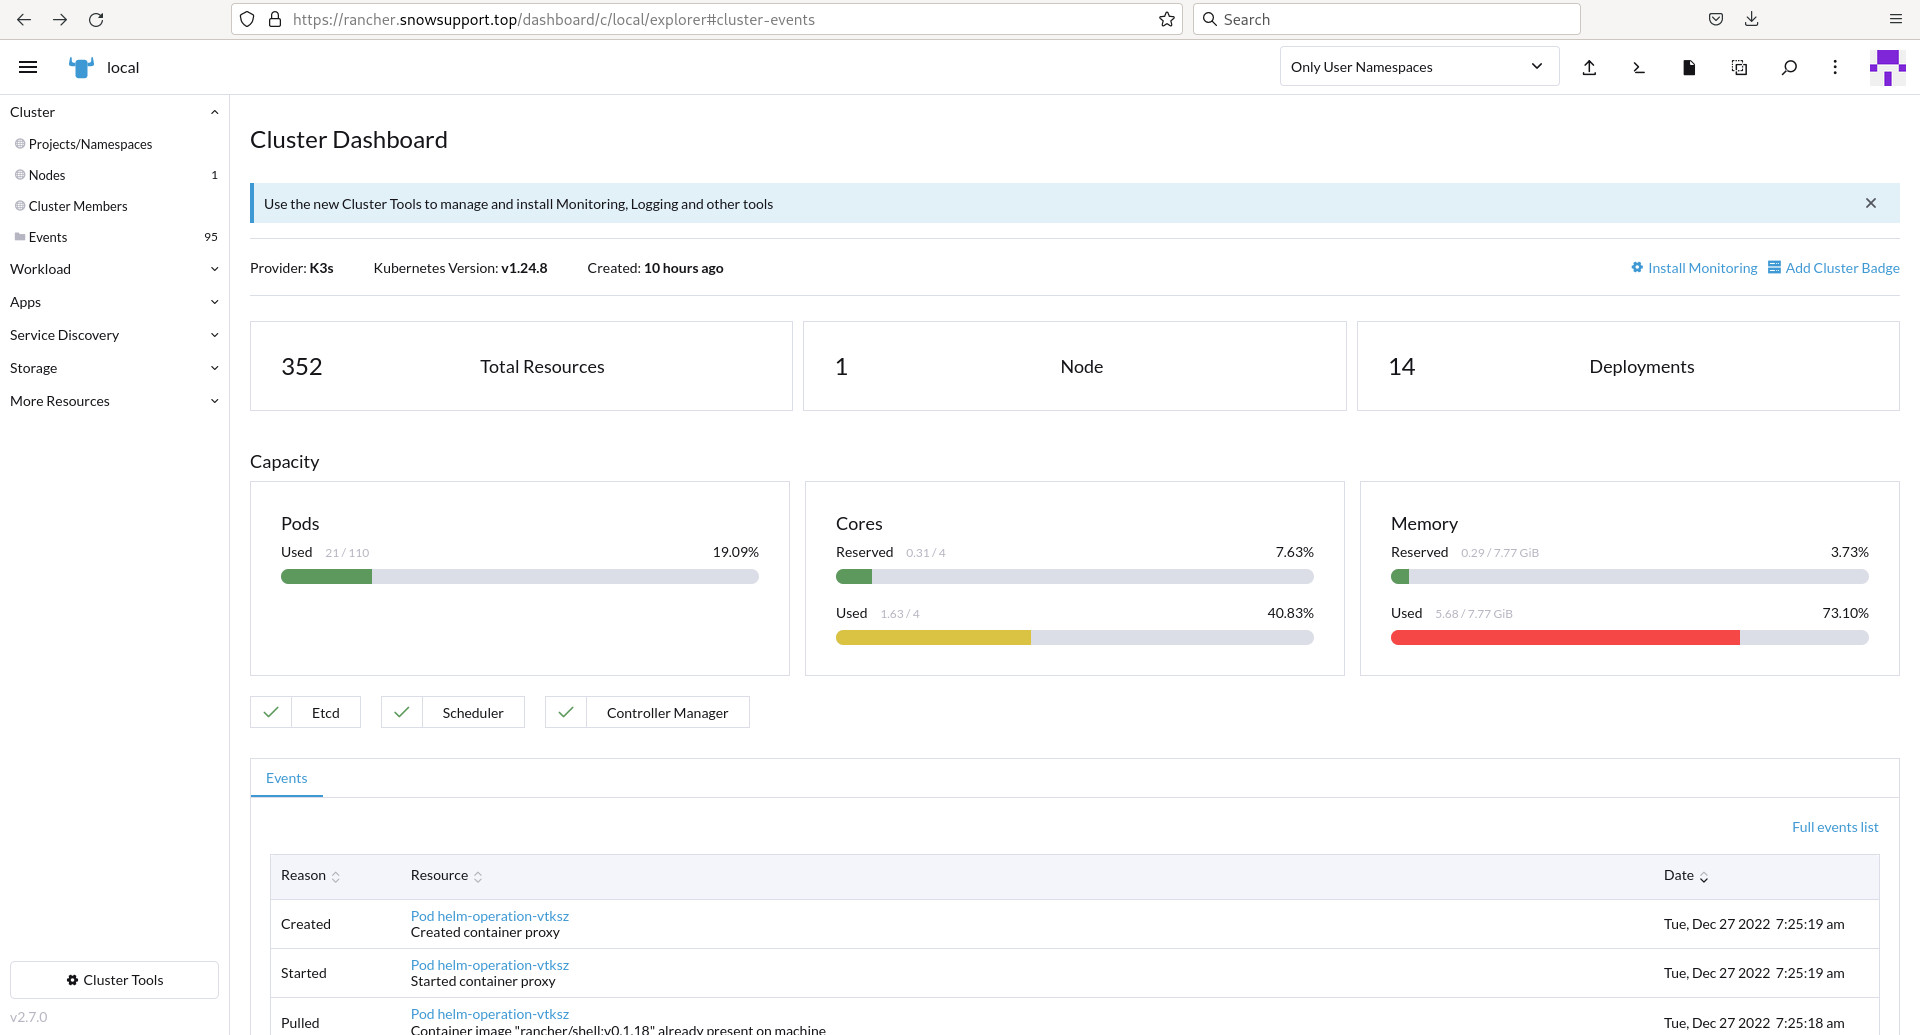 https://rancher.snowsupport.top/dashboard/c/local/explorer#cluster-events
Search
local
Only User Namespaces
Cluster
Projects/Namespaces
Nodes 1
Cluster Members
Events 95
Workload
Apps
Service Discovery
Storage
More Resources
Cluster Tools
v2.7.0
Cluster Dashboard
Use the new Cluster Tools to manage and install Monitoring, Logging and other tools
Provider: K3s Kubernetes Version: v1.24.8 Created: 10 hours ago Install Monitoring Add Cluster Badge
352 Total Resources
1 Node
14 Deployments
Capacity
Pods
Used 21 / 110 19.09%
Cores
Reserved 0.31 / 4 7.63%
Used 1.63 / 4 40.83%
Memory
Reserved 0.29 / 7.77 GiB 3.73%
Used 5.68 / 7.77 GiB 73.10%
Etcd Scheduler Controller Manager
Events
Full events list
Reason Resource Date
Created Pod helm-operation-vtksz Tue, Dec 27 2022 7:25:19 am
Created container proxy
Started Pod helm-operation-vtksz Tue, Dec 27 2022 7:25:19 am
Started container proxy
Pulled Pod helm-operation-vtksz Tue, Dec 27 2022 7:25:18 am
Container image "rancher/shell:v0.1.18" already present on machine